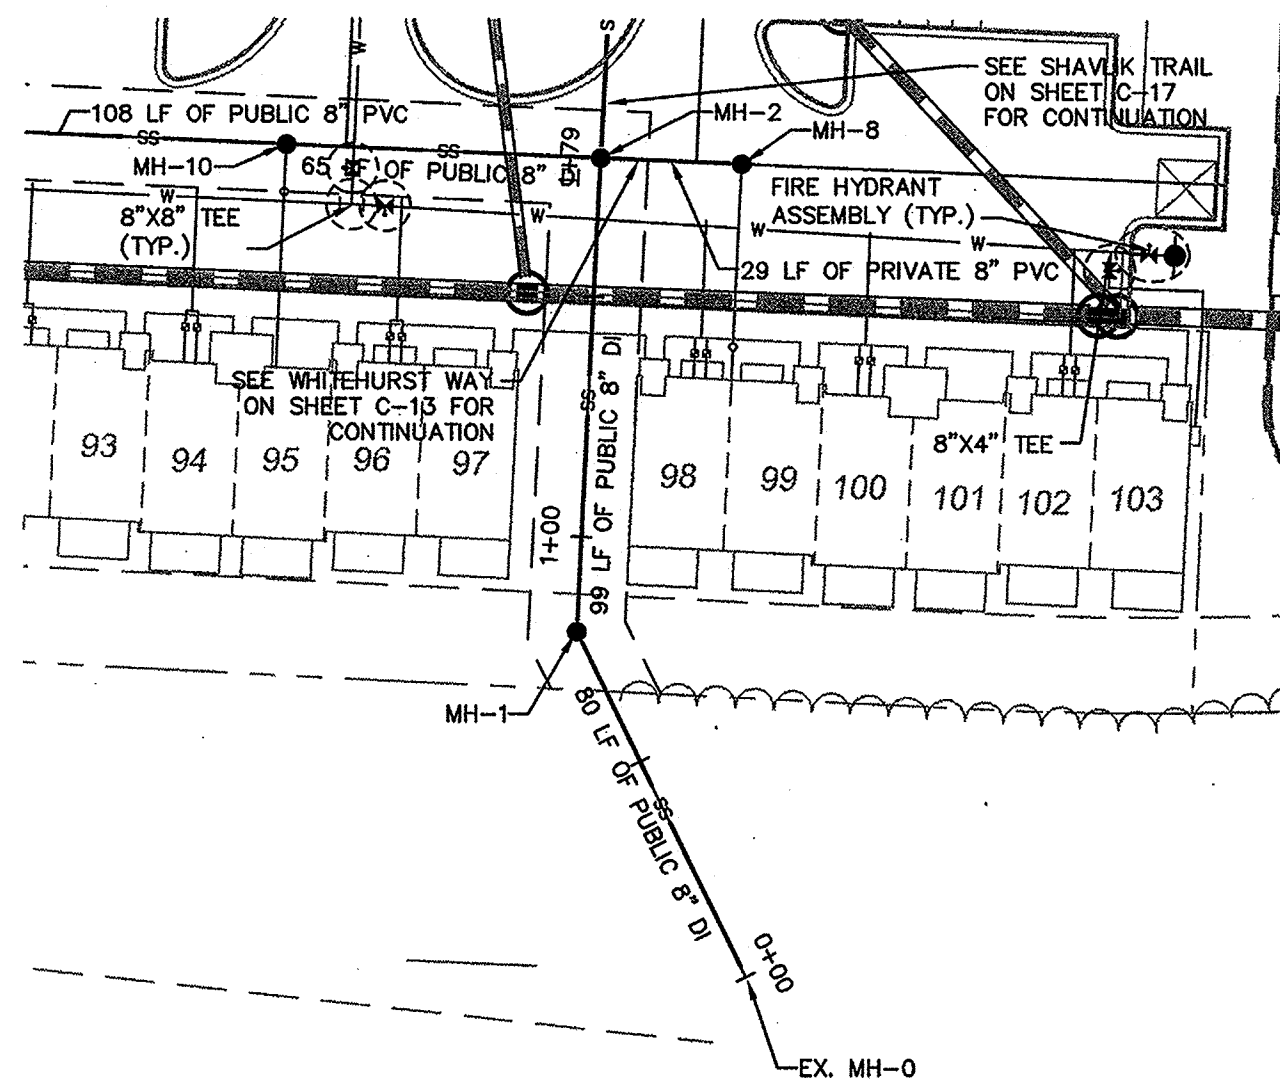 SEE SHAVLIK TRAIL
ON SHEET C-17
FOR CONTINUATION
W
S
108 LF OF PUBLIC 8" PVC
MH-2
MH-8
SS
SS
MH-10
65 LF OF PUBLIC 8" DI
FIRE HYDRANT
ASSEMBLY (TYP.)
W
W
W
W
8"X8" TEE
(TYP.)
29 LF OF PRIVATE 8" PVC
SEE WHITEHURST WAY
ON SHEET C-13 FOR
CONTINUATION
SS
99 LF OF PUBLIC 8" DI
8"X4" TEE
93
94
95
96
97
98
99
100
101
102
103
1+00
MH-1
80 LF OF PUBLIC 8" DI
SS
0+00
EX. MH-0